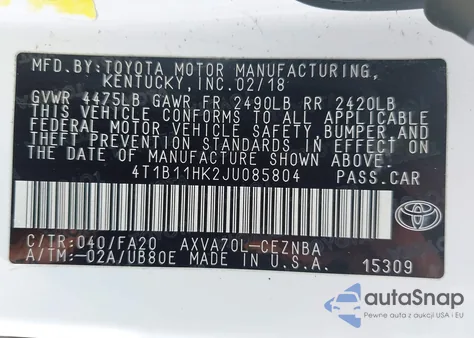 MFD. BY: TOYOTA MOTOR MANUFACTURING,
KENTUCKY, INC. 02/18
GVWR 4475LB GAWR FR 2490LB RR 2420LB
THIS VEHICLE CONFORMS TO ALL APPLICABLE
FEDERAL MOTOR VEHICLE SAFETY, BUMPER, AND
THEFT PREVENTION STANDARDS IN EFFECT ON
THE DATE OF MANUFACTURE SHOWN ABOVE.
4T1B11HK2JU085804 PASS. CAR
C/TR: 040/FA20 AXVA70L-CEZNBA
A/TM: -02A/UB80E MADE IN U.S.A. 15309
TOYOTA
autoSnap
Pewne auta z aukcji USA i EU